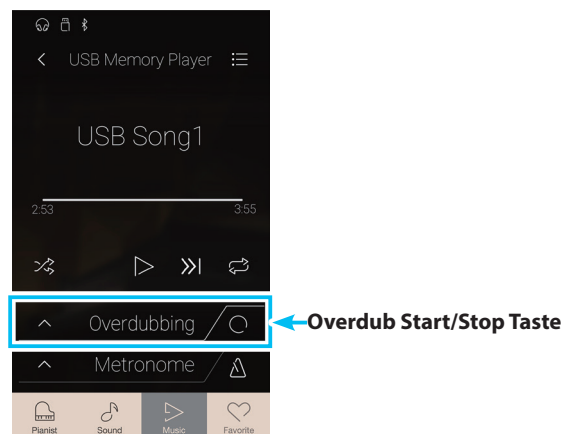 USB Memory Player
USB Song1
2:53 3:55
Overdubbing
Overdub Start/Stop Taste
Metronome
Pianist Sound Music Favorite